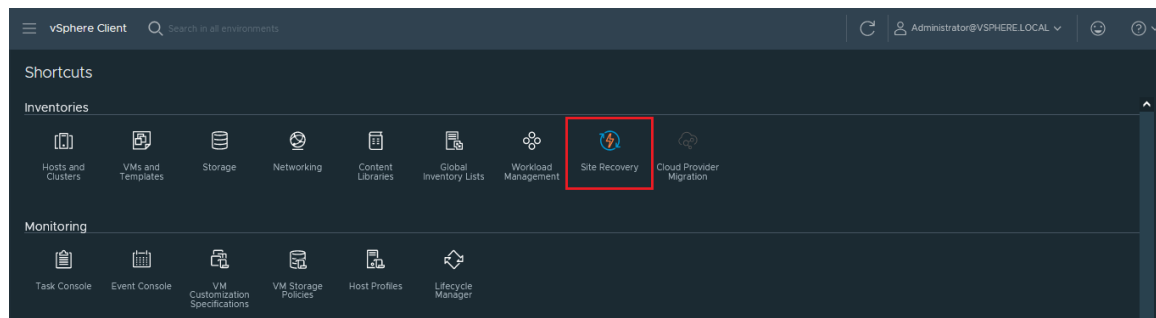 vSphere Client
Search in all environments
Administrator@VSPHERE.LOCAL
Shortcuts
Inventories
Hosts and
Clusters
VMs and
Templates
Storage
Networking
Content
Libraries
Global
Inventory Lists
Workload
Management
Site Recovery
Cloud Provider
Migration
Monitoring
Task Console
Event Console
VM
Customization
Specifications
VM Storage
Policies
Host Profiles
Lifecycle
Manager